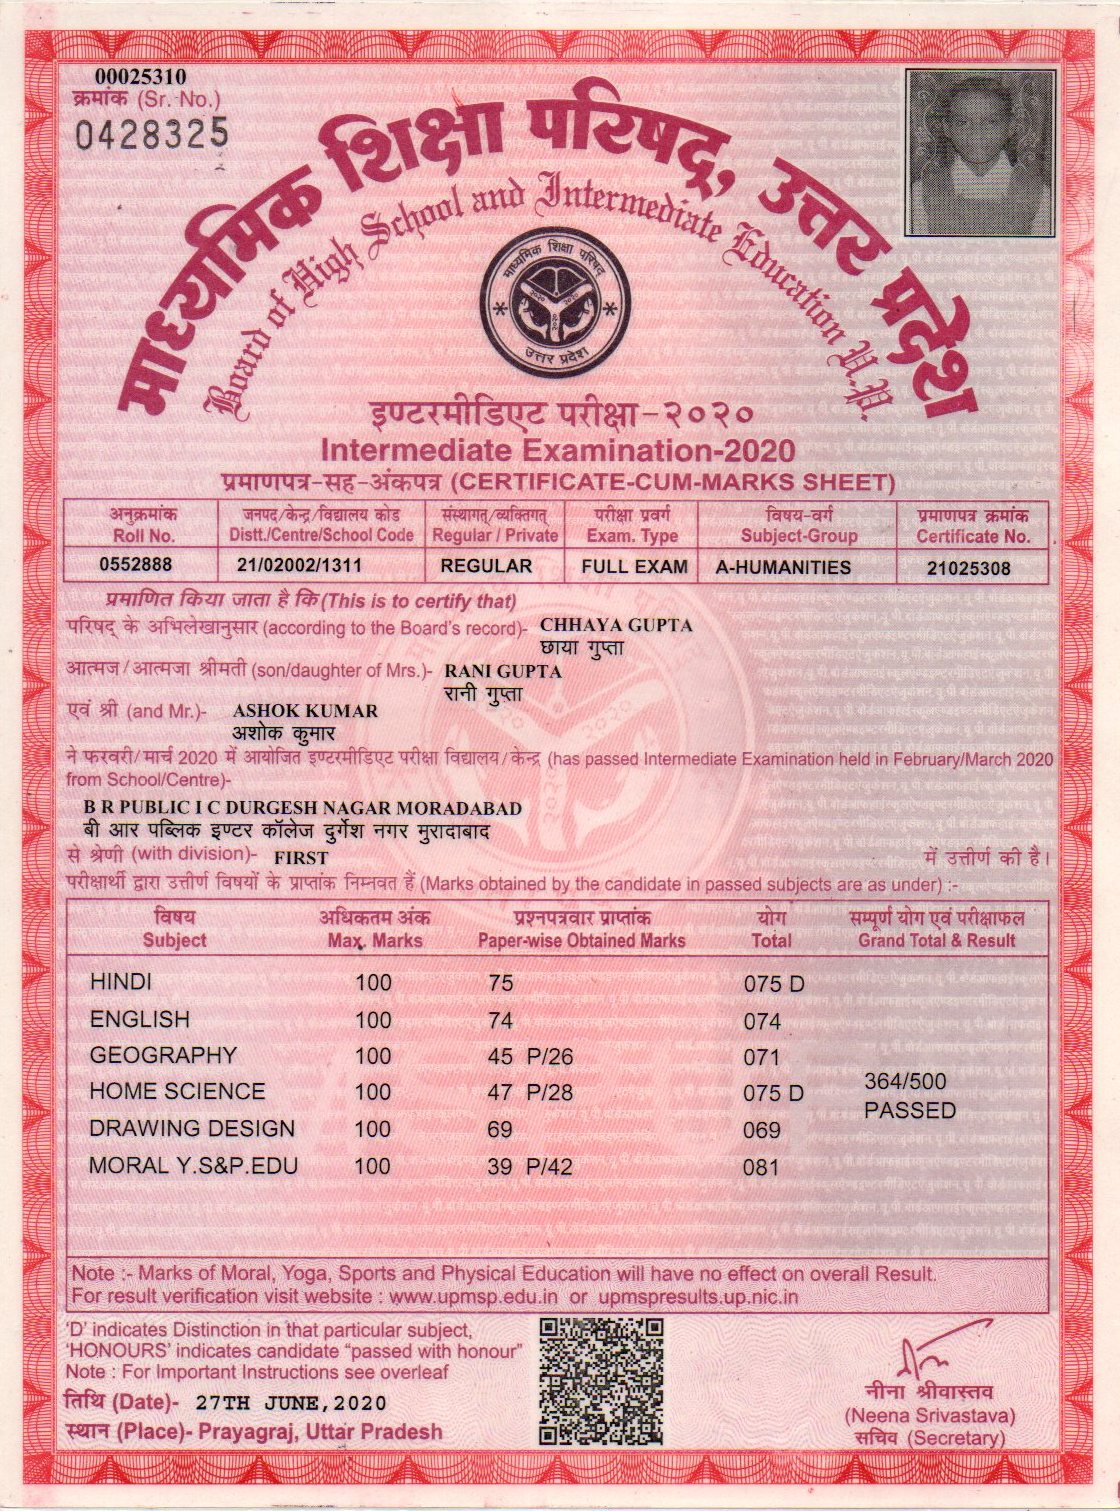 00025310
क्रमांक (Sr. No.)
0428325
माध्यमिक शिक्षा परिषद्, उत्तर प्रदेश
Board of High School and Intermediate Education U.P.
माध्यमिक शिक्षा परिषद्
उत्तर प्रदेश
इण्टरमीडिएट परीक्षा-२०२०
Intermediate Examination-2020
प्रमाणपत्र-सह-अंकपत्र (CERTIFICATE-CUM-MARKS SHEET)
अनुक्रमांक जनपद/केन्द्र/विद्यालय कोड संस्थागत्/व्यक्तिगत् परीक्षा प्रवर्ग विषय-वर्ग प्रमाणपत्र क्रमांक
Roll No. Distt./Centre/School Code Regular / Private Exam. Type Subject-Group Certificate No.
0552888 21/02002/1311 REGULAR FULL EXAM A-HUMANITIES 21025308
प्रमाणित किया जाता है कि (This is to certify that)
परिषद् के अभिलेखानुसार (according to the Board's record)- CHHAYA GUPTA
छाया गुप्ता
आत्मज/आत्मजा श्रीमती (son/daughter of Mrs.)- RANI GUPTA
रानी गुप्ता
एवं श्री (and Mr.)- ASHOK KUMAR
अशोक कुमार
ने फरवरी/मार्च 2020 में आयोजित इण्टरमीडिएट परीक्षा विद्यालय/केन्द्र (has passed Intermediate Examination held in February/March 2020
from School/Centre)-
B R PUBLIC I C DURGESH NAGAR MORADABAD
बी आर पब्लिक इण्टर कॉलेज दुर्गेश नगर मुरादाबाद
से श्रेणी (with division)- FIRST में उत्तीर्ण की है।
परीक्षार्थी द्वारा उत्तीर्ण विषयों के प्राप्तांक निम्नवत हैं (Marks obtained by the candidate in passed subjects are as under) :-
विषय अधिकतम अंक प्रश्नपत्रवार प्राप्तांक योग सम्पूर्ण योग एवं परीक्षाफल
Subject Max. Marks Paper-wise Obtained Marks Total Grand Total & Result
HINDI 100 75 075 D
ENGLISH 100 74 074
GEOGRAPHY 100 45 P/26 071
HOME SCIENCE 100 47 P/28 075 D
364/500
PASSED
DRAWING DESIGN 100 69 069
MORAL Y.S&P.EDU 100 39 P/42 081
Note :- Marks of Moral, Yoga, Sports and Physical Education will have no effect on overall Result.
For result verification visit website : www.upmsp.edu.in or upmspresults.up.nic.in
'D' indicates Distinction in that particular subject,
'HONOURS' indicates candidate "passed with honour"
Note : For Important Instructions see overleaf
तिथि (Date)- 27TH JUNE,2020
स्थान (Place)- Prayagraj, Uttar Pradesh
नीना श्रीवास्तव
(Neena Srivastava)
सचिव (Secretary)